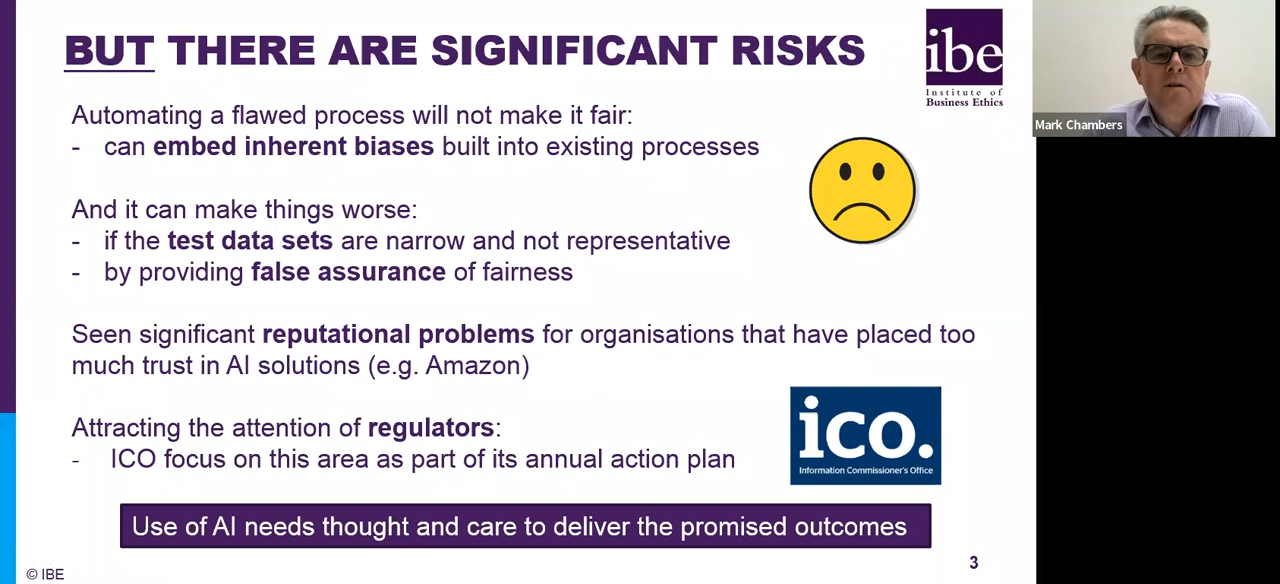 BUT THERE ARE SIGNIFICANT RISKS
ibe
Institute of
Business Ethics
Mark Chambers
Automating a flawed process will not make it fair:
- can embed inherent biases built into existing processes
And it can make things worse:
- if the test data sets are narrow and not representative
- by providing false assurance of fairness
Seen significant reputational problems for organisations that have placed too
much trust in AI solutions (e.g. Amazon)
Attracting the attention of regulators:
- ICO focus on this area as part of its annual action plan
ico.
Information Commissioner's Office
Use of AI needs thought and care to deliver the promised outcomes
3
© IBE